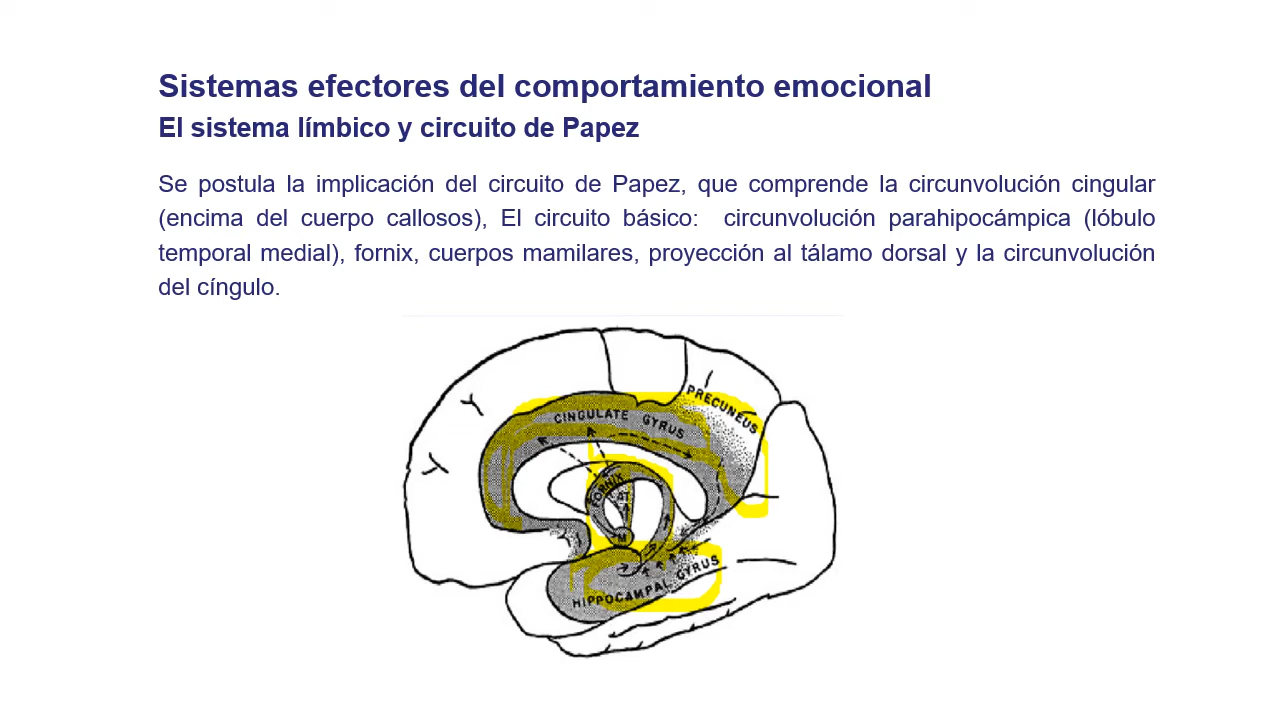 Sistemas efectores del comportamiento emocional
El sistema límbico y circuito de Papez
Se postula la implicación del circuito de Papez, que comprende la circunvolución cingular
(encima del cuerpo callosos), El circuito básico: circunvolución parahipocámpica (lóbulo
temporal medial), fornix, cuerpos mamilares, proyección al tálamo dorsal y la circunvolución
del cíngulo.
PRECUNEUS
CINGULATE GYRUS
FORNIX
AT
M
HIPPOCAMPAL GYRUS